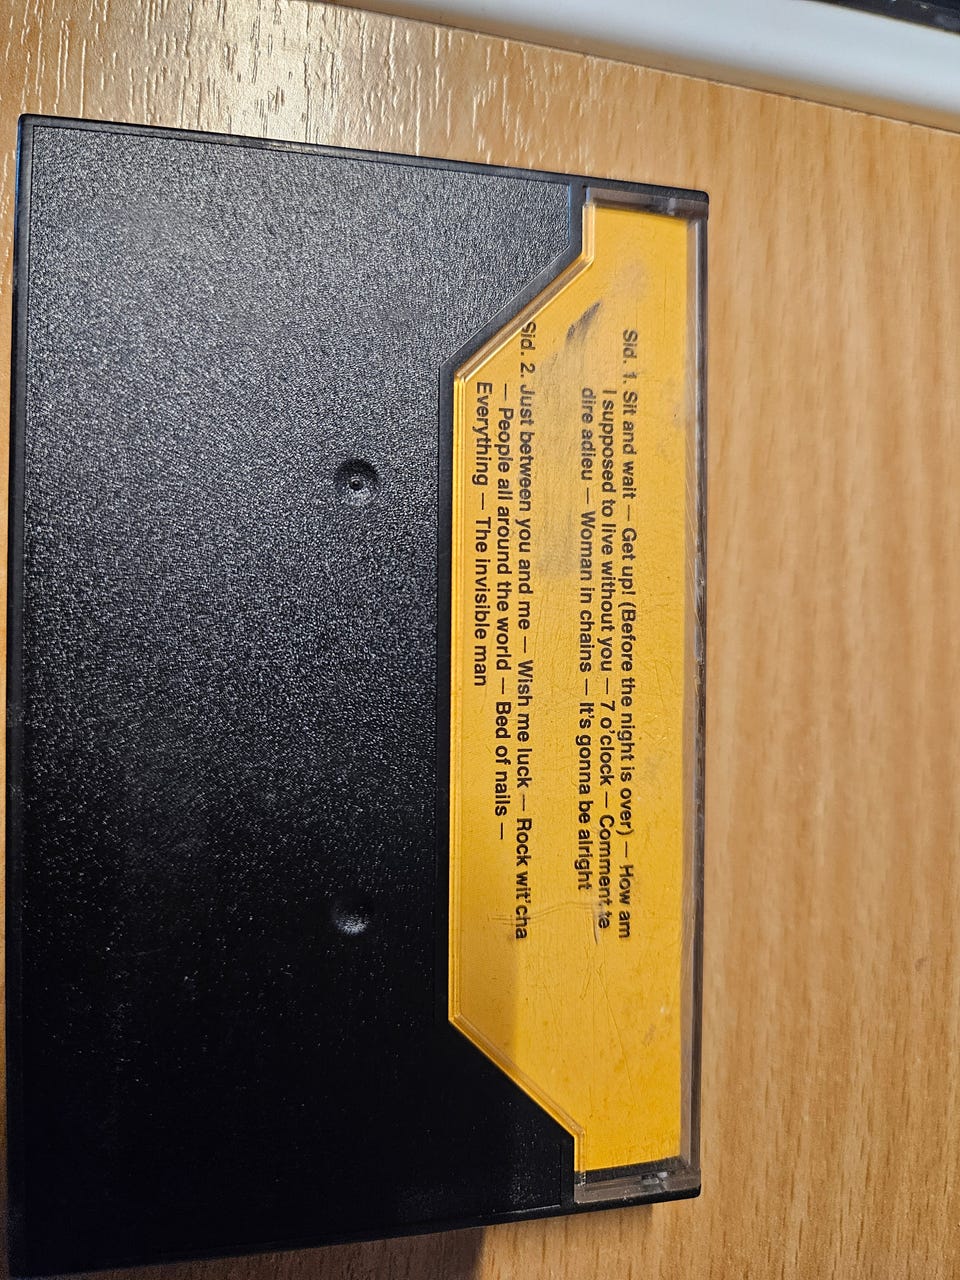 Sid. 1. Sit and wait — Get up! (Before the night is over) — How am
I supposed to live without you — 7 o'clock — Comment te
dire adieu — Woman in chains — It's gonna be alright
Sid. 2. Just between you and me — Wish me luck — Rock wit'cha
— People all around the world — Bed of nails —
Everything — The invisible man